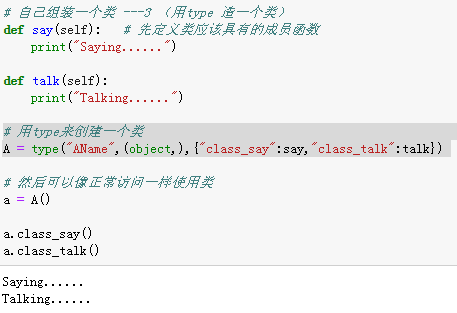 # 自己组装一个类 ---3 （用type 造一个类）
def say(self):   # 先定义类应该具有的成员函数
    print("Saying......")
def talk(self):
    print("Talking......")
# 用type来创建一个类
A = type("AName",(object,),{"class_say":say,"class_talk":talk})
# 然后可以像正常访问一样使用类
a = A()
a.class_say()
a.class_talk()
Saying......
Talking......